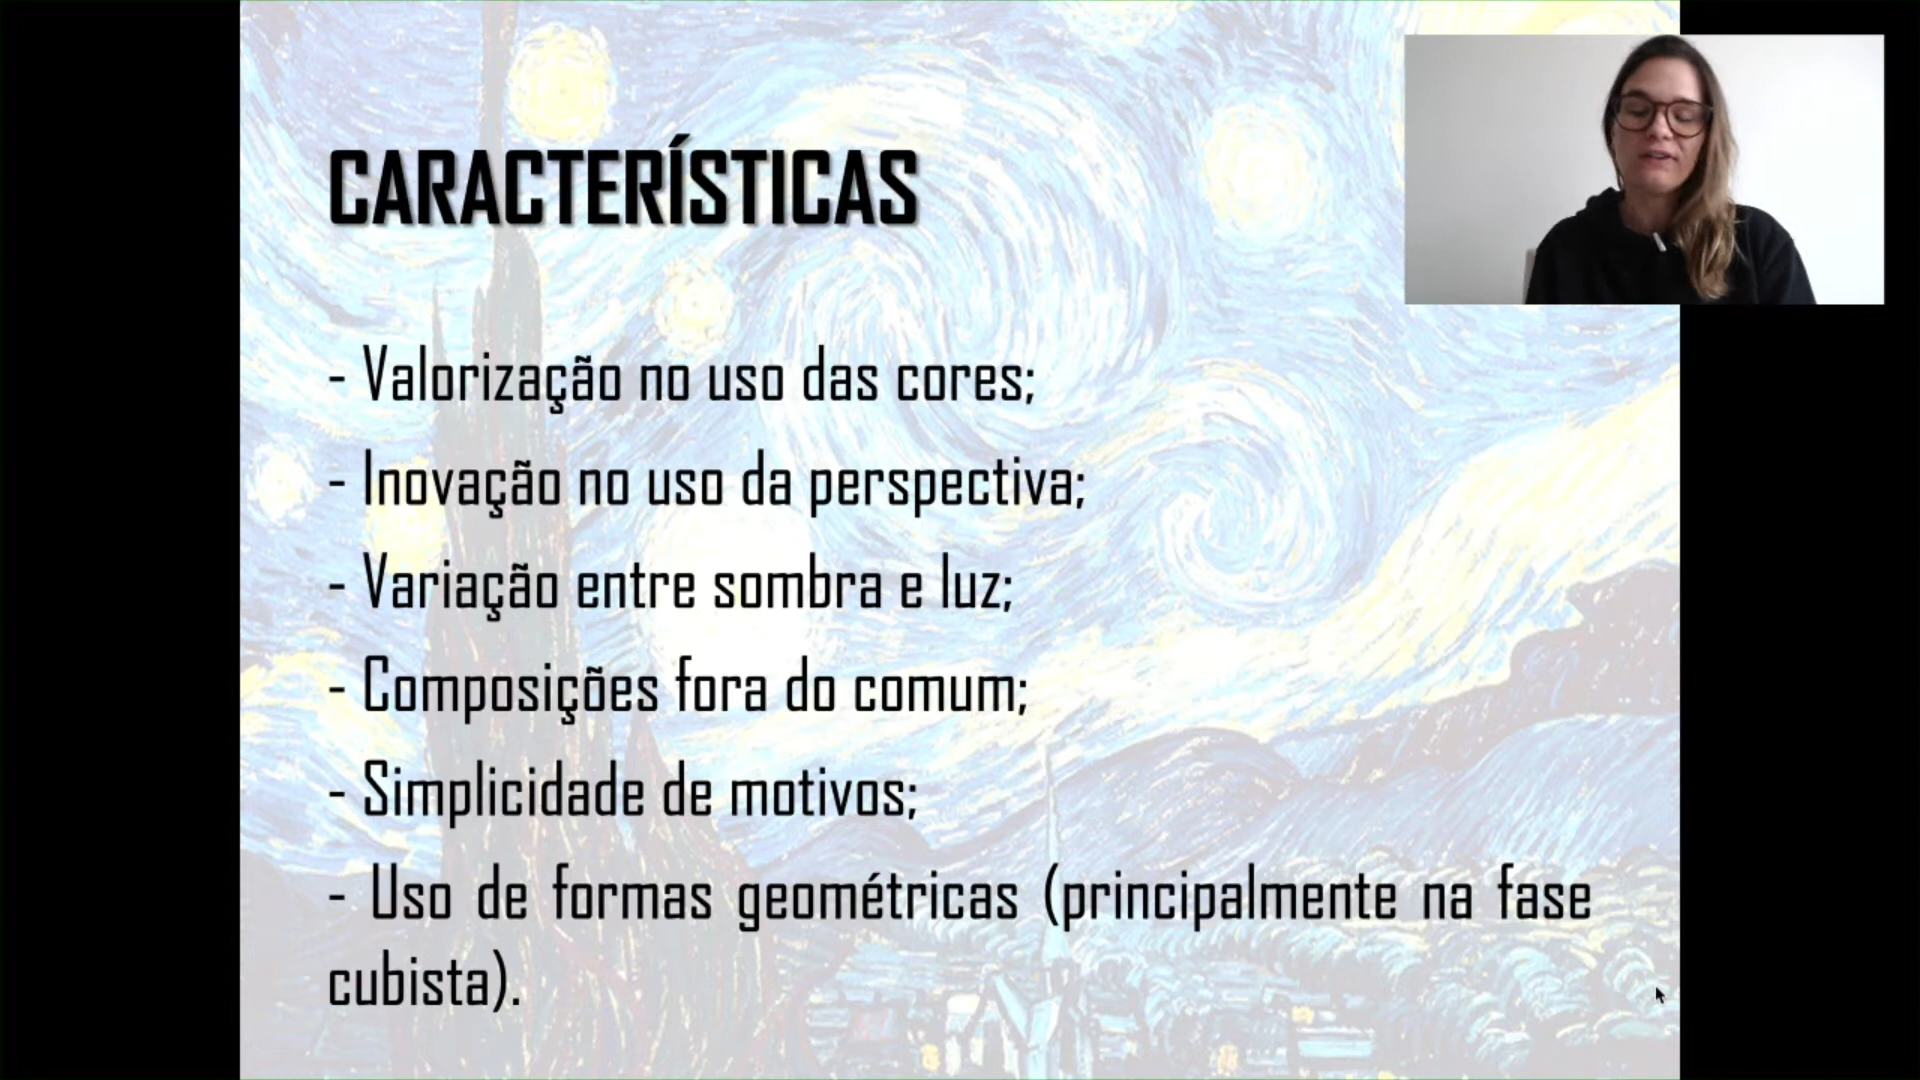 CARACTERÍSTICAS
- Valorização no uso das cores;
- Inovação no uso da perspectiva;
- Variação entre sombra e luz;
- Composições fora do comum;
- Simplicidade de motivos;
- Uso de formas geométricas (principalmente na fase
cubista).